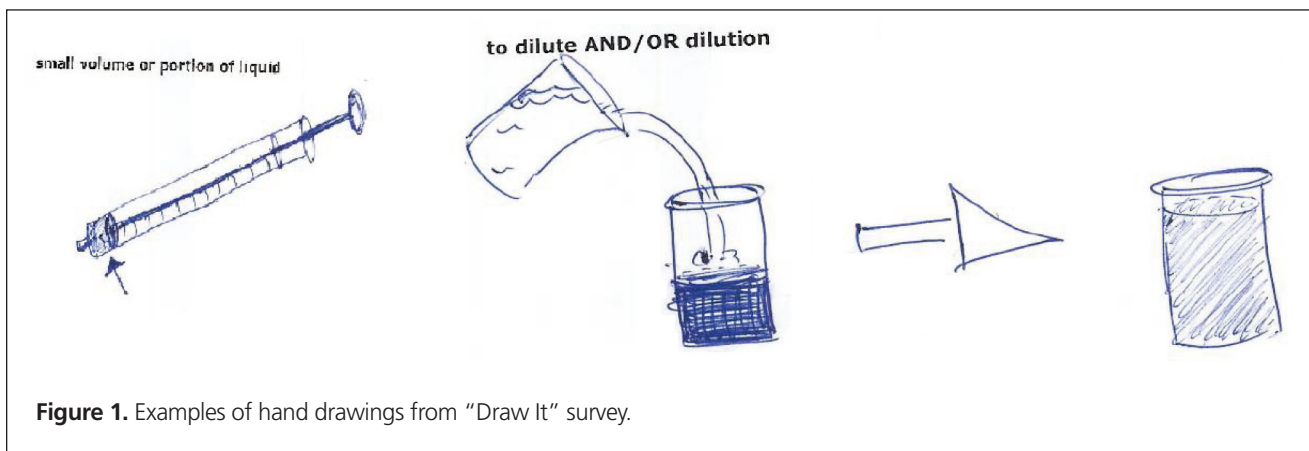 small volume or portion of liquid
to dilute AND/OR dilution
Figure 1. Examples of hand drawings from “Draw It” survey.